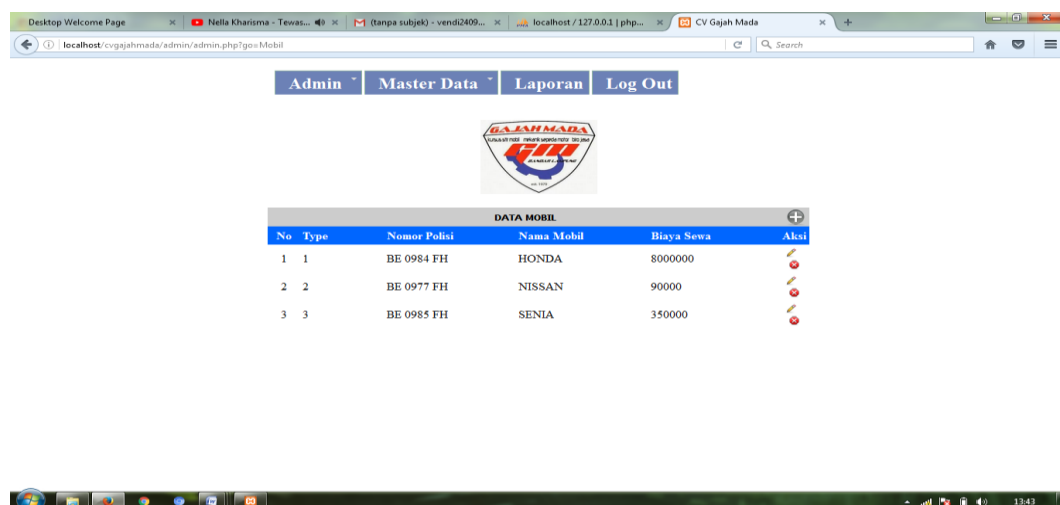 Desktop Welcome Page
Nella Kharisma - Tewas...
(tanpa subjek) - vendi2409...
localhost / 127.0.0.1 | php...
CV Gajah Mada
localhost/cvgajahmada/admin/admin.php?go=Mobil
Search
Admin Master Data Laporan Log Out
GAJAH MADA
GM
DATA MOBIL
No Type Nomor Polisi Nama Mobil Biaya Sewa Aksi
1 1 BE 0984 FH HONDA 8000000
2 2 BE 0977 FH NISSAN 90000
3 3 BE 0985 FH SENIA 350000
13:43